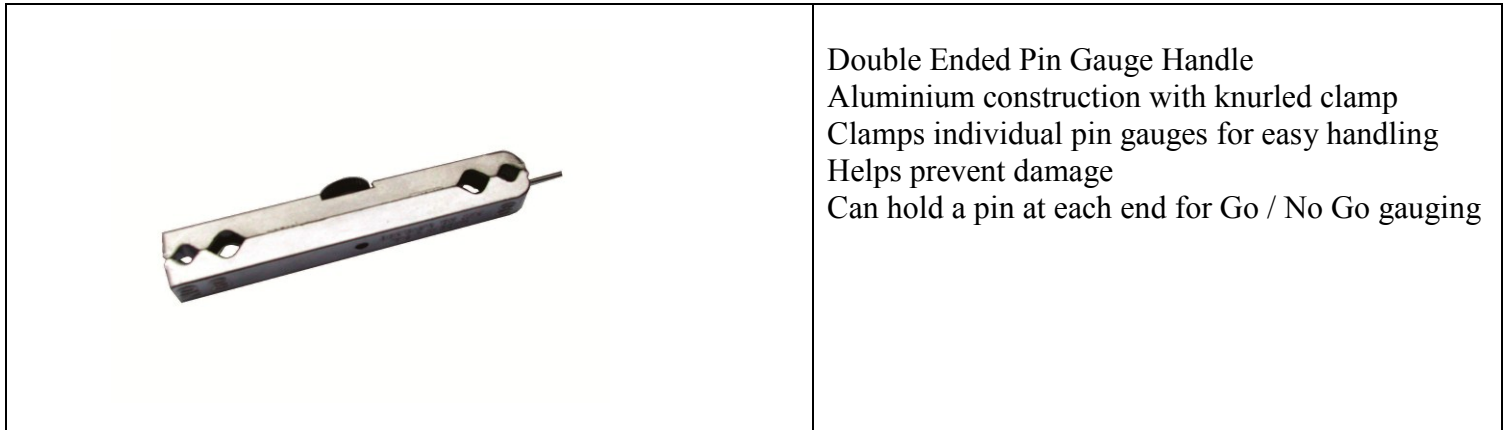 Double Ended Pin Gauge Handle
Aluminium construction with knurled clamp
Clamps individual pin gauges for easy handling
Helps prevent damage
Can hold a pin at each end for Go / No Go gauging